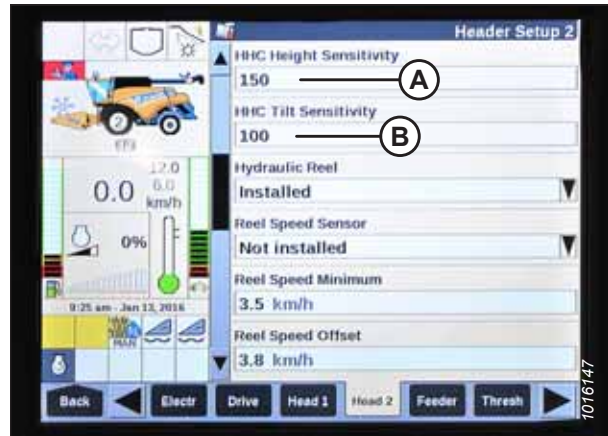 Header Setup 2
HHC Height Sensitivity
150
A
HHC Tilt Sensitivity
100
B
Hydraulic Reel
Installed
Reel Speed Sensor
Not installed
Reel Speed Minimum
3.5 km/h
Reel Speed Offset
3.8 km/h
2
12.0
6.0
0.0 km/h
0%
9:25 am - Jan 13, 2016
MAN
Back
Electr
Drive
Head 1
Head 2
Feeder
Thresh
1016147